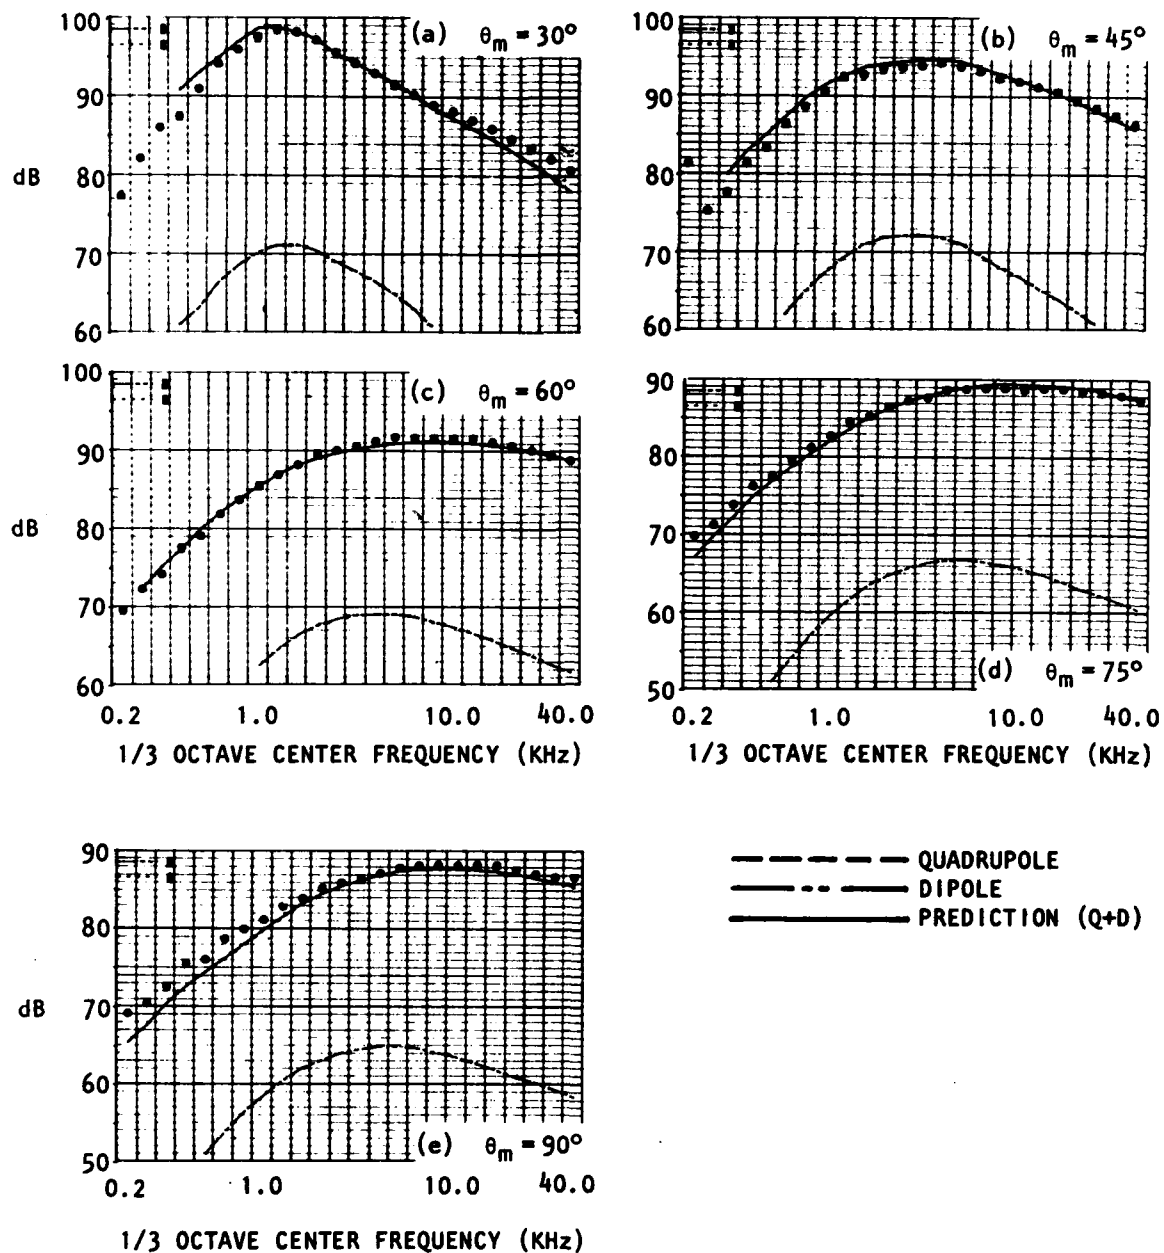 100
90
80
70
60
dB
(a) θm = 30°
100
90
80
70
60
(b) θm = 45°
100
90
80
70
60
dB
(c) θm = 60°
0.2 1.0 10.0 40.0
1/3 OCTAVE CENTER FREQUENCY (KHz)
90
80
70
60
50
(d) θm = 75°
0.2 1.0 10.0 40.0
1/3 OCTAVE CENTER FREQUENCY (KHz)
90
80
70
60
50
dB
(e) θm = 90°
0.2 1.0 10.0 40.0
1/3 OCTAVE CENTER FREQUENCY (KHz)
QUADRUPOLE
DIPOLE
PREDICTION (Q+D)